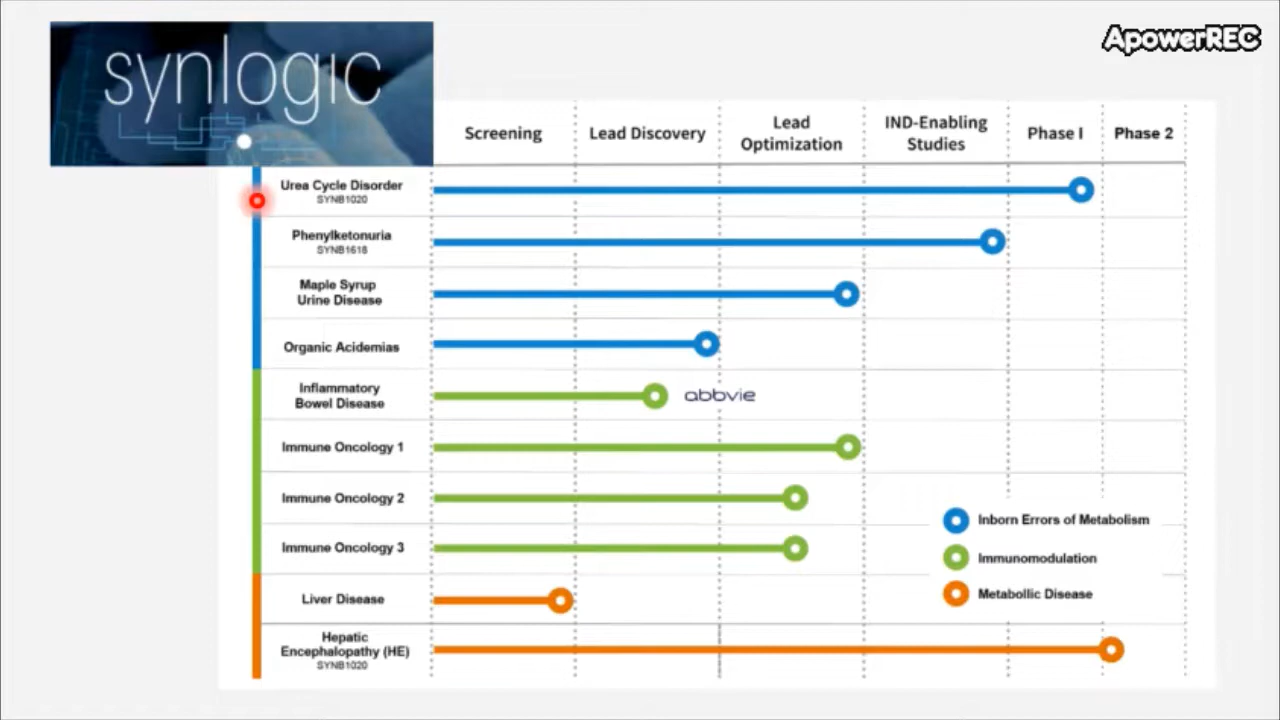 ApowerREC
synlogic
Screening
Lead Discovery
Lead
Optimization
IND-Enabling
Studies
Phase I
Phase 2
Urea Cycle Disorder
SYNB1020
Phenylketonuria
SYNB1618
Maple Syrup
Urine Disease
Organic Acidemias
Inflammatory
Bowel Disease
abbvie
Immune Oncology 1
Immune Oncology 2
Immune Oncology 3
Liver Disease
Hepatic
Encephalopathy (HE)
SYNB1020
Inborn Errors of Metabolism
Immunomodulation
Metabollic Disease